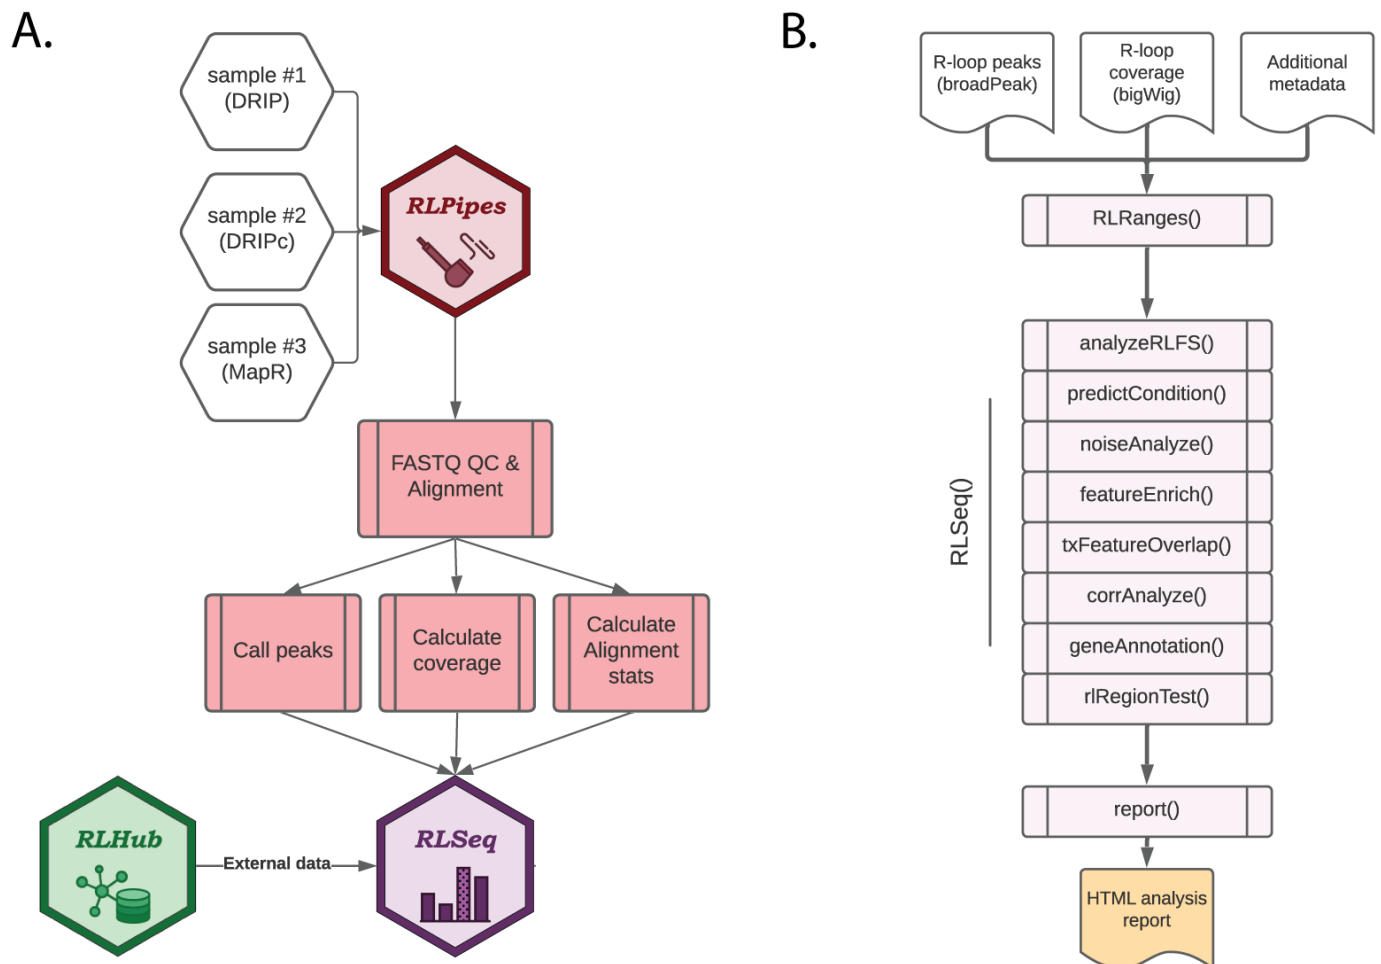 A.
sample #1
(DRIP)
sample #2
(DRIPc)
sample #3
(MapR)
RLPipes
FASTQ QC &
Alignment
Call peaks
Calculate
coverage
Calculate
Alignment
stats
RLHub
External data
RLSeq
B.
R-loop peaks
(broadPeak)
R-loop
coverage
(bigWig)
Additional
metadata
RLRanges()
RLSeq()
analyzeRLFS()
predictCondition()
noiseAnalyze()
featureEnrich()
txFeatureOverlap()
corrAnalyze()
geneAnnotation()
rlRegionTest()
report()
HTML analysis
report